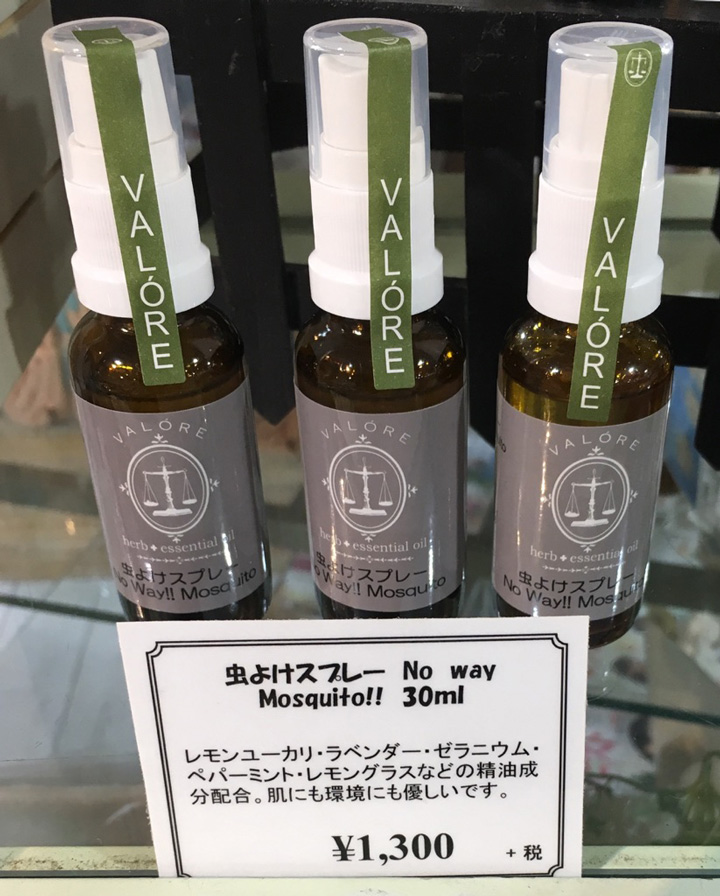 VALÓRE
VALÓRE
VALÓRE
VALÓRE
herb + essential oil
虫よけスプレー
No Way!! Mosquito
VALÓRE
herb + essential oil
虫よけスプレー
No Way!! Mosquito
VALÓRE
herb + essential oil
虫よけスプレー
No Way!! Mosquito
虫よけスプレー No way
Mosquito!! 30ml
レモンユーカリ・ラベンダー・ゼラニウム・
ペパーミント・レモングラスなどの精油成
分配合。肌にも環境にも優しいです。
¥1,300 +税